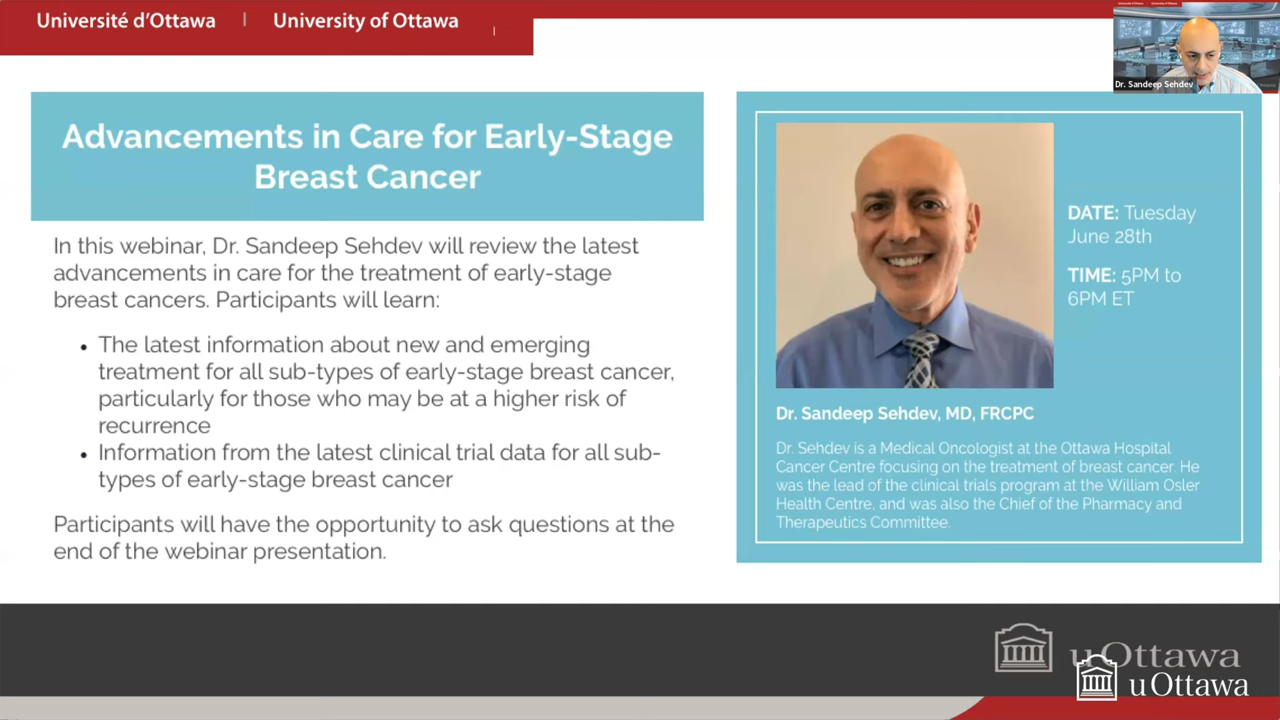 Université d'Ottawa | University of Ottawa
Dr. Sandeep Sehdev
Advancements in Care for Early-Stage
Breast Cancer
In this webinar, Dr. Sandeep Sehdev will review the latest
advancements in care for the treatment of early-stage
breast cancers. Participants will learn:
• The latest information about new and emerging
treatment for all sub-types of early-stage breast cancer,
particularly for those who may be at a higher risk of
recurrence
• Information from the latest clinical trial data for all sub-
types of early-stage breast cancer
Participants will have the opportunity to ask questions at the
end of the webinar presentation.
DATE: Tuesday
June 28th
TIME: 5PM to
6PM ET
Dr. Sandeep Sehdev, MD, FRCPC
Dr. Sehdev is a Medical Oncologist at the Ottawa Hospital
Cancer Centre focusing on the treatment of breast cancer. He
was the lead of the clinical trials program at the William Osler
Health Centre, and was also the Chief of the Pharmacy and
Therapeutics Committee.
uOttawa
uOttawa